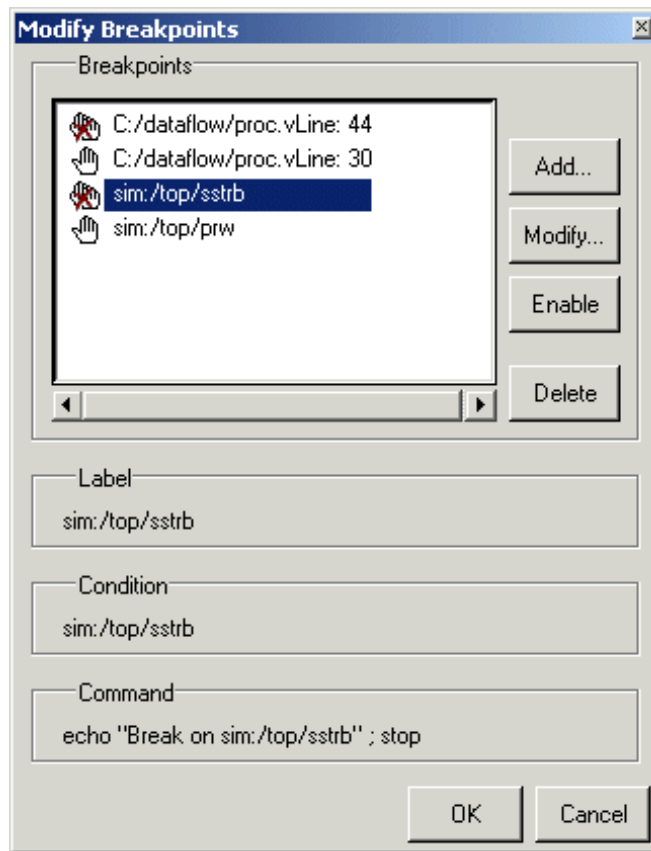 Modify Breakpoints
Breakpoints
C:/dataflow/proc.vLine: 44
C:/dataflow/proc.vLine: 30
sim:/top/sstrb
sim:/top/prw
Add...
Modify...
Enable
Delete
Label
sim:/top/sstrb
Condition
sim:/top/sstrb
Command
echo "Break on sim:/top/sstrb" ; stop
OK Cancel